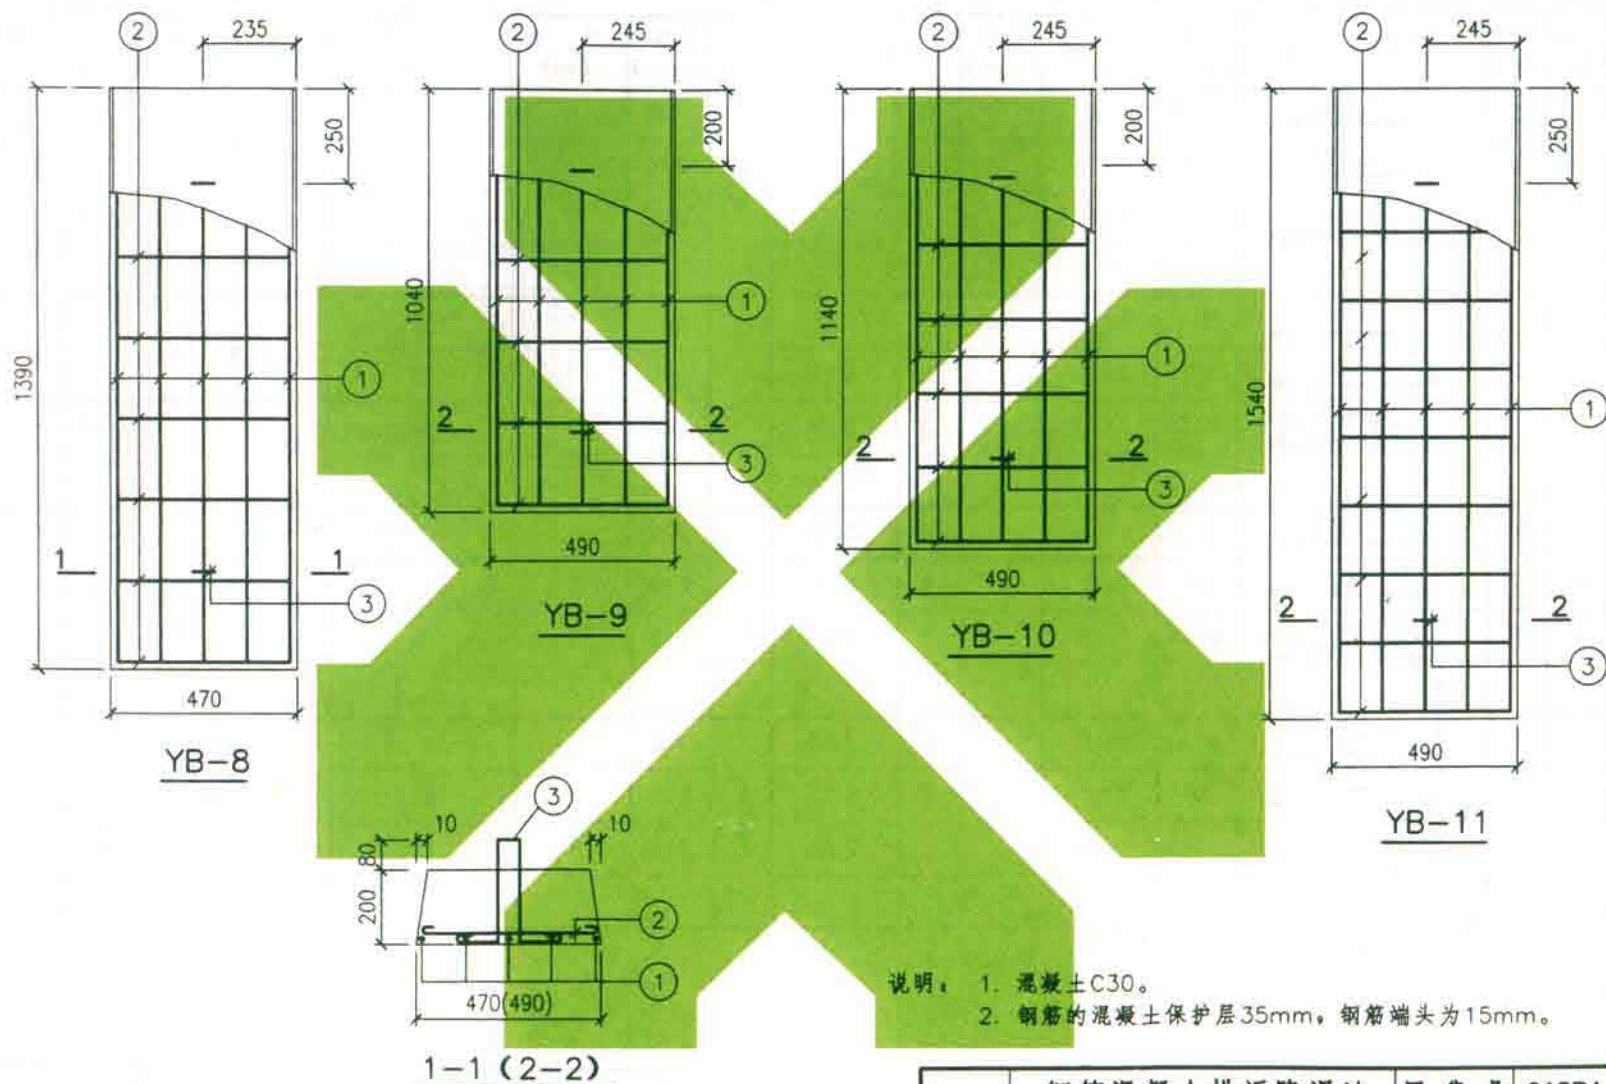 ② 235 ② 245 ② 245 ② 245
250 200 200 250
1390 1040 1140 1540
① ① ① ①
2 2 2 2
③ ③
490 490
1 1 2 2
③ ③
YB-9 YB-10
470 490
YB-8 YB-11
③
10 10
80
200
②
①
470(490)
1-1 (2-2)
说明: 1. 混凝土C30。
2. 钢筋的混凝土保护层35mm,钢筋端头为15mm。